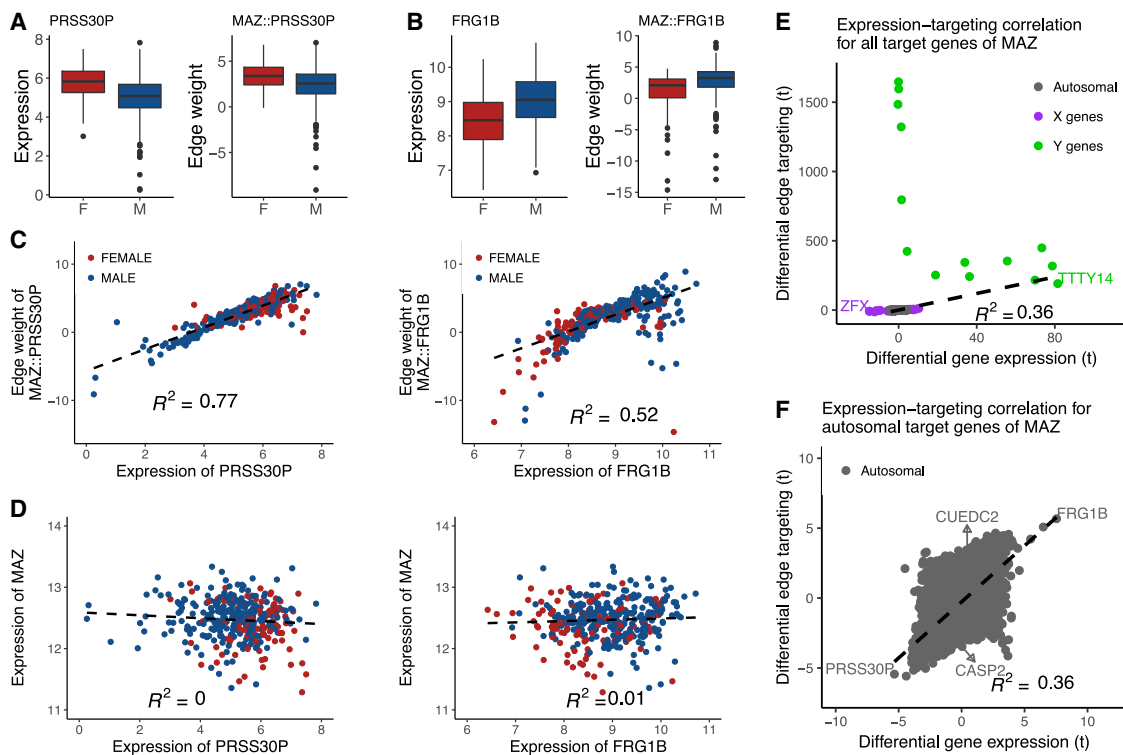 A
PRSS30P
MAZ::PRSS30P
Expression
8
6
4
2
0
F
M
Edge weight
5
0
−5
F
M
B
FRG1B
MAZ::FRG1B
Expression
10
9
8
7
F
M
Edge weight
10
5
0
−5
−10
−15
F
M
C
FEMALE
MALE
Edge weight of
MAZ::PRSS30P
10
0
−10
R² = 0.77
0
2
4
6
8
Expression of PRSS30P
FEMALE
MALE
Edge weight of
MAZ::FRG1B
10
0
−10
R² = 0.52
6
7
8
9
10
11
Expression of FRG1B
D
Expression of MAZ
14
13
12
11
R² = 0
0
2
4
6
8
Expression of PRSS30P
Expression of MAZ
14
13
12
11
R² = 0.01
6
7
8
9
10
11
Expression of FRG1B
E
Expression−targeting correlation
for all target genes of MAZ
Differential edge targeting (t)
1500
1000
500
0
Autosomal
X genes
Y genes
ZFX
TTTY14
R² = 0.36
0
40
80
Differential gene expression (t)
F
Expression−targeting correlation for
autosomal target genes of MAZ
Differential edge targeting (t)
10
5
0
−5
Autosomal
CUEDC2
FRG1B
PRSS30P
CASP2
R² = 0.36
−10
−5
0
5
10
Differential gene expression (t)